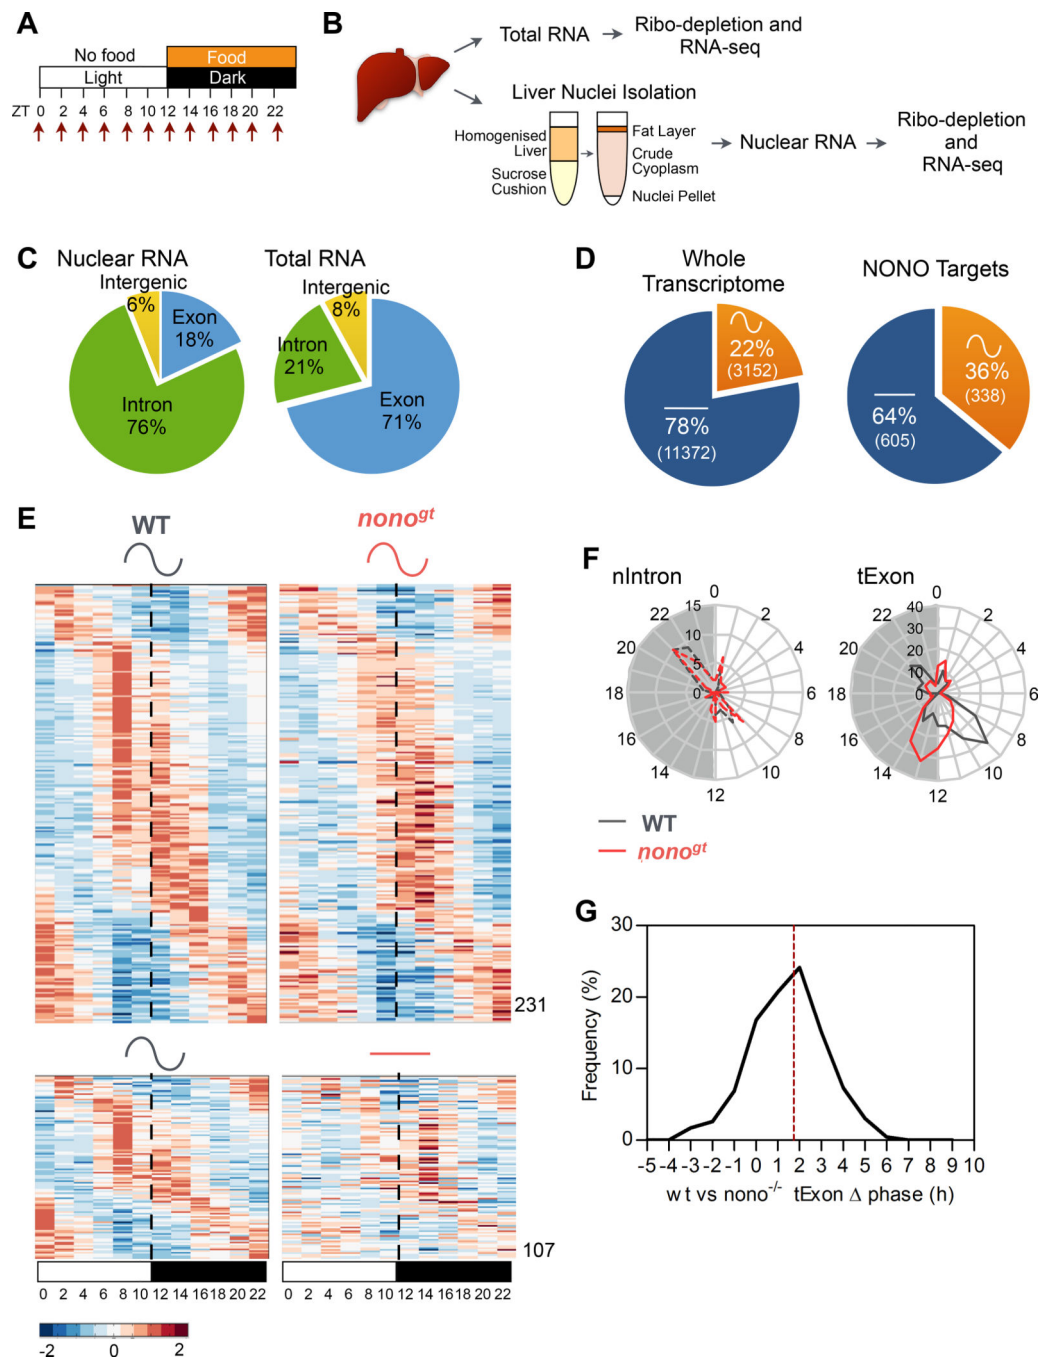 A
No food
Food
Light
Dark
ZT 0 2 4 6 8 10 12 14 16 18 20 22
B
Total RNA
Ribo-depletion and
RNA-seq
Liver Nuclei Isolation
Homogenised
Liver
Sucrose
Cushion
Fat Layer
Crude
Cyoplasm
Nuclei Pellet
Nuclear RNA
Ribo-depletion
and
RNA-seq
C
Nuclear RNA
Intergenic
6%
Exon
18%
Intron
76%
Total RNA
Intergenic
8%
Intron
21%
Exon
71%
D
Whole
Transcriptome
22%
(3152)
78%
(11372)
NONO Targets
36%
(338)
64%
(605)
E
WT
nonogt
231
107
0 2 4 6 8 10 12 14 16 18 20 22
0 2 4 6 8 10 12 14 16 18 20 22
-2 0 2
F
nIntron
0
2
4
6
8
10
12
14
16
18
20
22
15
10
5
0
tExon
0
2
4
6
8
10
12
14
16
18
20
22
40
30
20
10
0
WT
nonogt
G
Frequency (%)
30
20
10
0
-5 -4 -3 -2 -1 0 1 2 3 4 5 6 7 8 9 10
wt vs nono-/- tExon Δ phase (h)